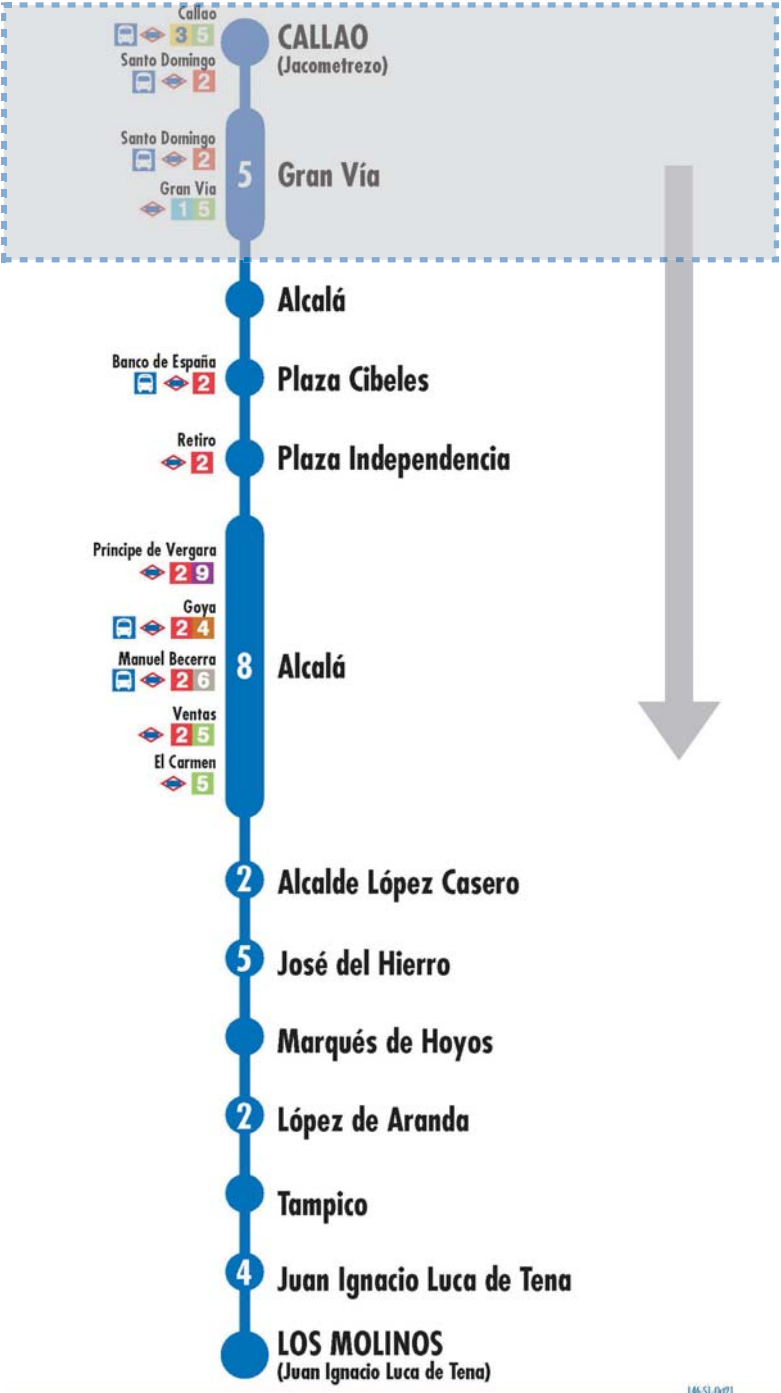 Callao
3 5
CALLAO
(Jacometrezo)
Santo Domingo
2
Santo Domingo
2
5
Gran Vía
Gran Vía
1 5
Alcalá
Banco de España
2
Plaza Cibeles
Retiro
2
Plaza Independencia
Príncipe de Vergara
2 9
Goya
2 4
Manuel Becerra
2 6
8
Alcalá
Ventas
2 5
El Carmen
5
2
Alcalde López Casero
5
José del Hierro
Marqués de Hoyos
2
López de Aranda
Tampico
4
Juan Ignacio Luca de Tena
LOS MOLINOS
(Juan Ignacio Luca de Tena)